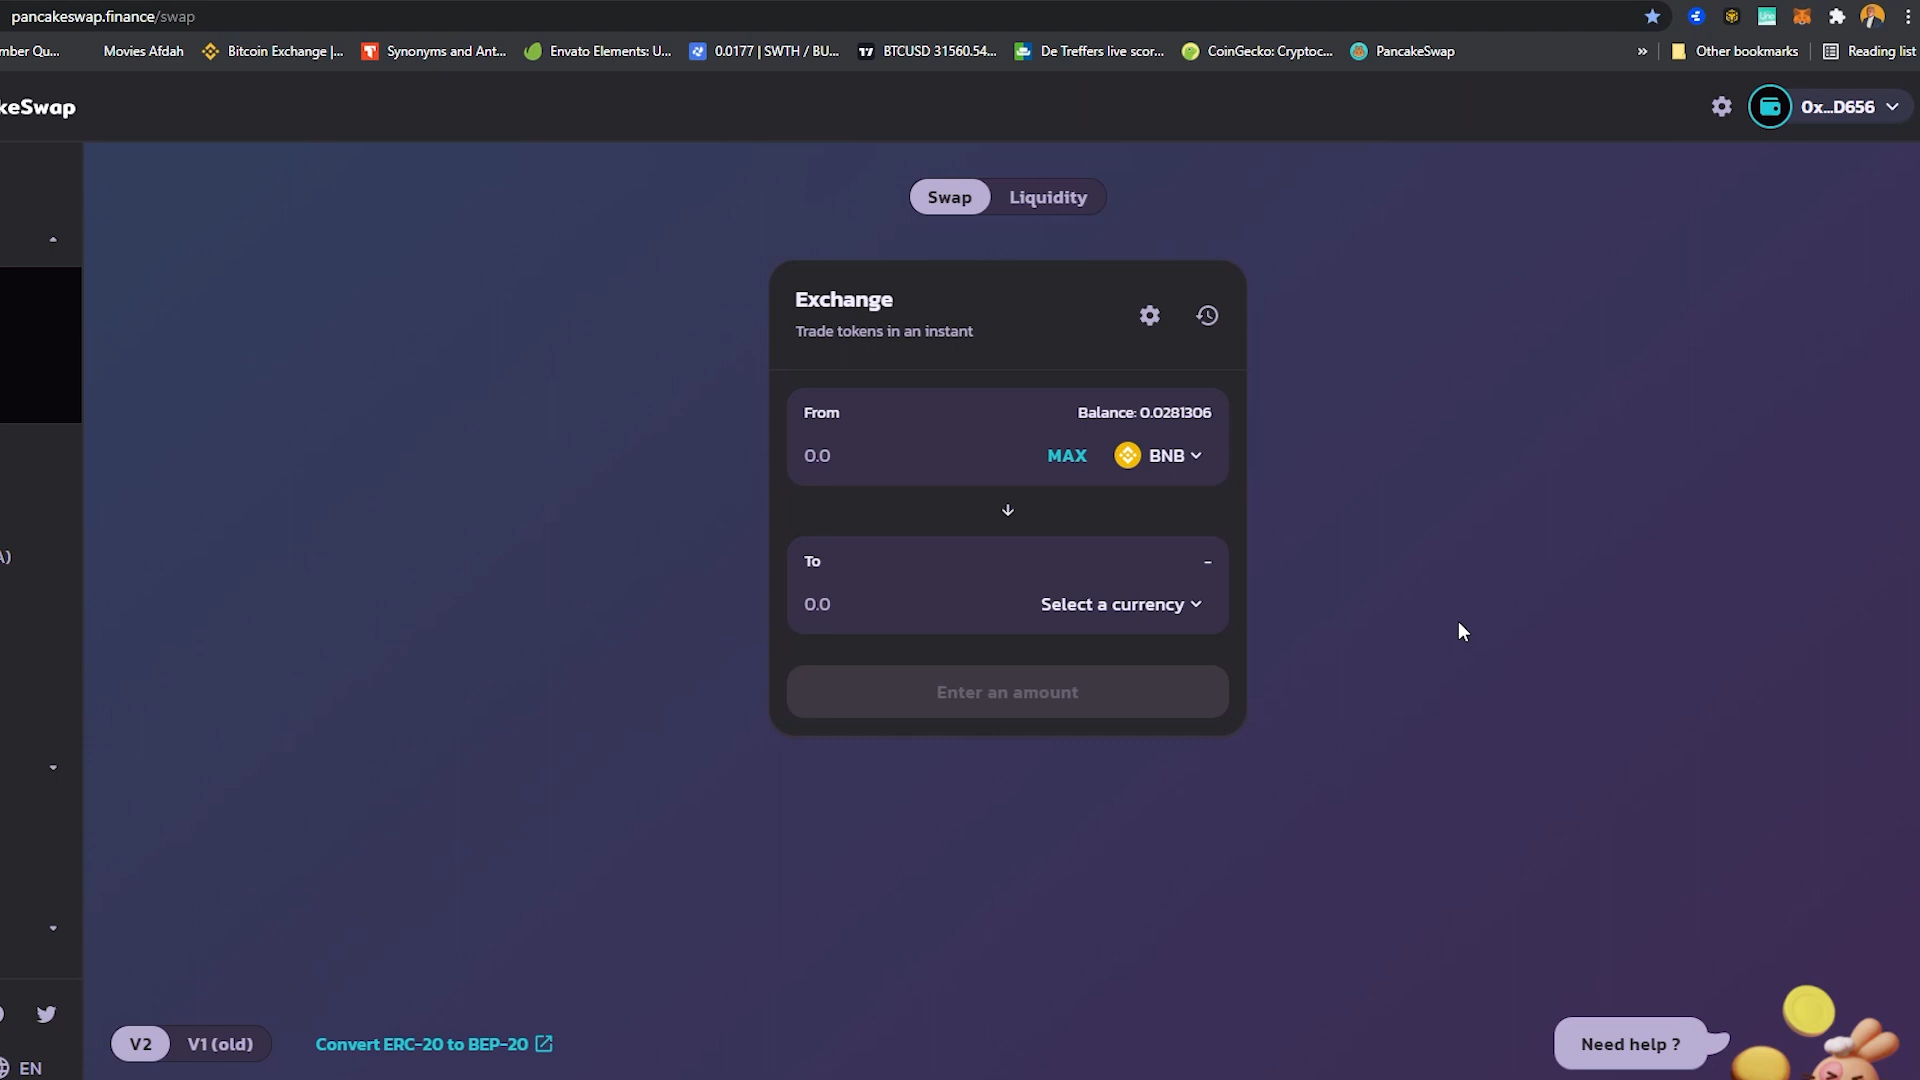 pancakeswap.finance/swap
mber Qu...
Movies Afdah
Bitcoin Exchange |...
Synonyms and Ant...
Envato Elements: U...
0.0177 | SWTH / BU...
BTCUSD 31560.54...
De Treffers live scor...
CoinGecko: Cryptoc...
PancakeSwap
»
Other bookmarks
Reading list
keSwap
0x...D656
Swap
Liquidity
Exchange
Trade tokens in an instant
From
Balance: 0.0281306
0.0
MAX
BNB
To
-
0.0
Select a currency
Enter an amount
A)
V2
V1 (old)
Convert ERC-20 to BEP-20
Need help ?
EN